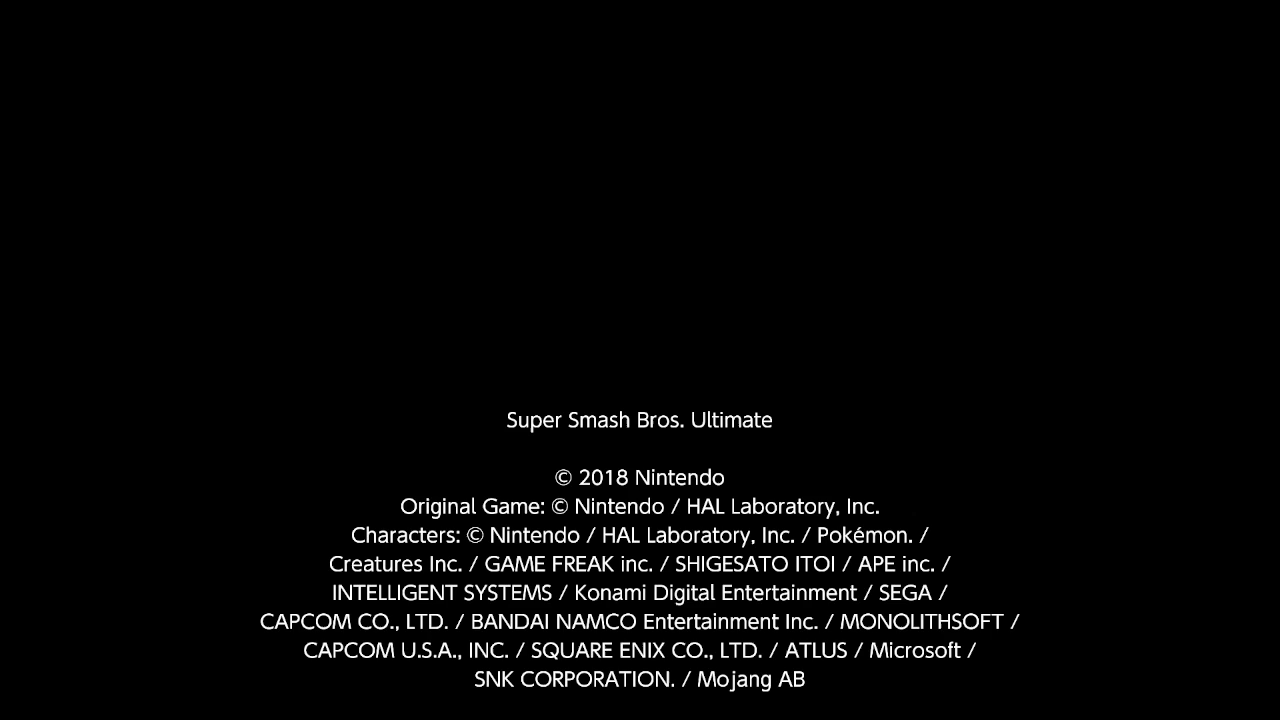 Super Smash Bros. Ultimate
© 2018 Nintendo
Original Game: © Nintendo / HAL Laboratory, Inc.
Characters: © Nintendo / HAL Laboratory, Inc. / Pokémon. /
Creatures Inc. / GAME FREAK inc. / SHIGESATO ITOI / APE inc. /
INTELLIGENT SYSTEMS / Konami Digital Entertainment / SEGA /
CAPCOM CO., LTD. / BANDAI NAMCO Entertainment Inc. / MONOLITHSOFT /
CAPCOM U.S.A., INC. / SQUARE ENIX CO., LTD. / ATLUS / Microsoft /
SNK CORPORATION. / Mojang AB